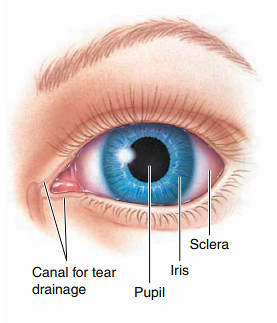 Sclera
Iris
Canal for tear
drainage
Pupil